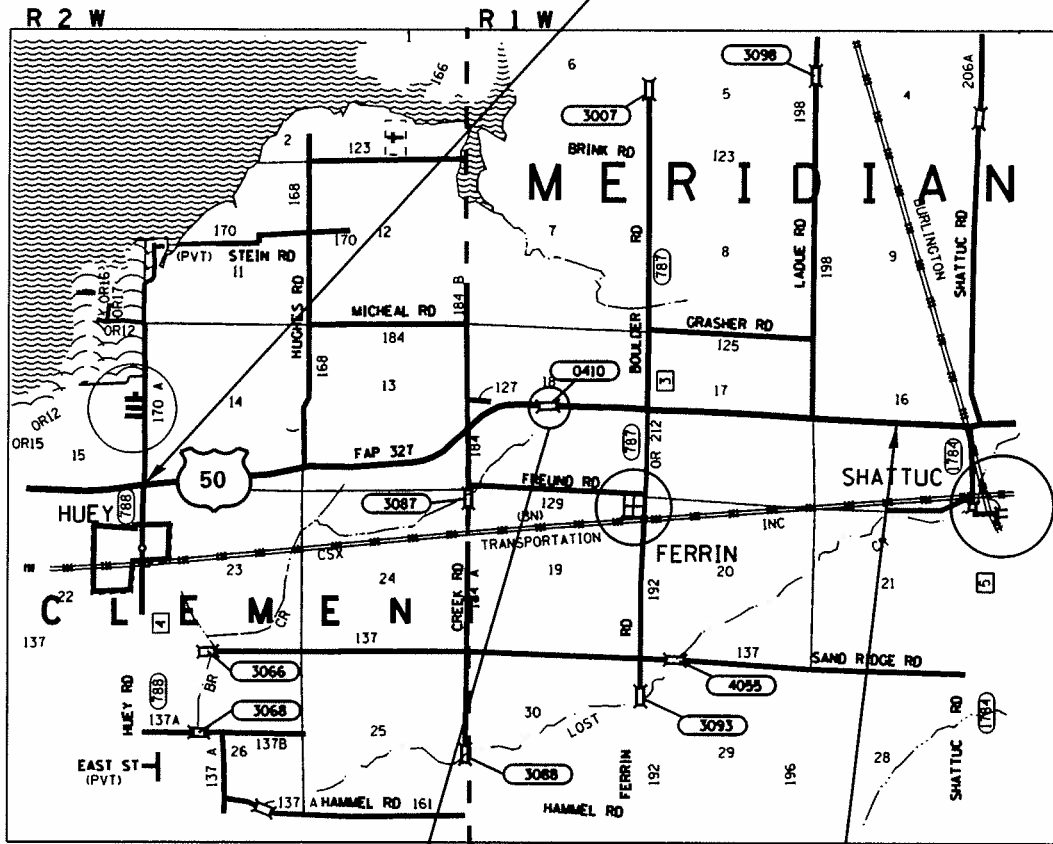 R 2 W
R 1 W
166
1
6
3007
BRINK RD
3098
5
198
4
206A
2
123
123
MERIDIAN
168
170
(PVT) STEIN RD
170
12
11
7
RD
787
8
LADUE RD
198
9
BURLINGTON
SHATTUC RD
OR16
OR17
OR12
HUGHES RD
MICHEAL RD
184
184 B
BOULDER
GRASHER RD
125
168
13
14
127
18
0410
3
17
16
170 A
OR12
OR15
15
FAP 327
184
787
OR 212
1784
SHATTUC
50
HUEY
788
3087
FREUND RD
129
(BN)
TRANSPORTATION
INC
CSX
FERRIN
22
23
24
19
20
21
CR
5
CLEMEN
137
4
CR
137
CREEK RD
184 A
192
137
SAND RIDGE RD
3066
BR
4055
HUEY RD
788
3068
137A
137B
26
25
30
LOST
RD
3093
29
28
SHATTUC RD
1784
EAST ST
(PVT)
137 A
3088
FERRIN
192
196
137 A HAMMEL RD 161
HAMMEL RD